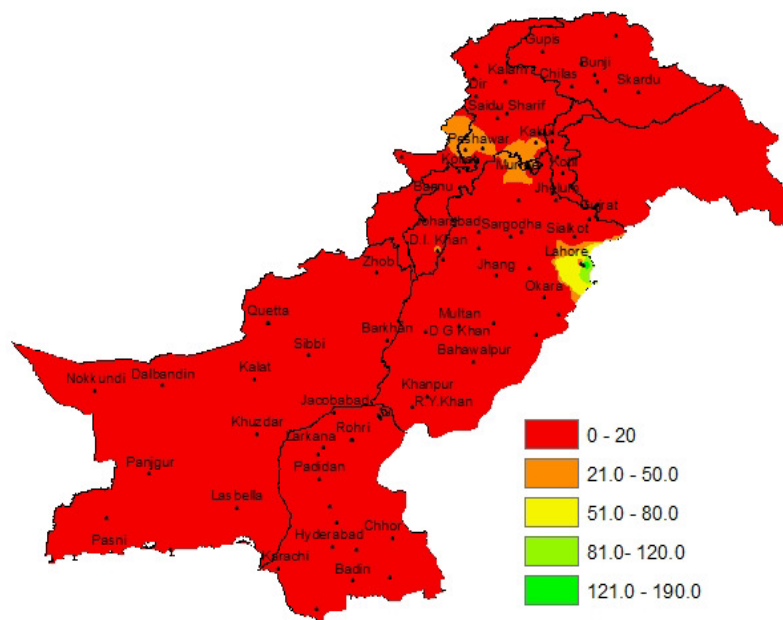 Gupis
Kalam
Bunji
Chilas
Dir
Skardu
Saidu Sharif
Peshawar
Kohat
Kotli
Bannu
Jhelum
Gujrat
Joharabad
Sargodha
Sialkot
D.I. Khan
Lahore
Zhob
Jhang
Okara
Quetta
Multan
Barkhan
D.G.Khan
Sibbi
Bahawalpur
Nokkundi
Dalbandin
Kalat
Khanpur
Jacobabad
R.Y.Khan
Khuzdar
Larkana
Rohri
Panjgur
Padidan
Lasbella
Pasni
Hyderabad
Chhor
Karachi
Badin
0 - 20
21.0 - 50.0
51.0 - 80.0
81.0- 120.0
121.0 - 190.0